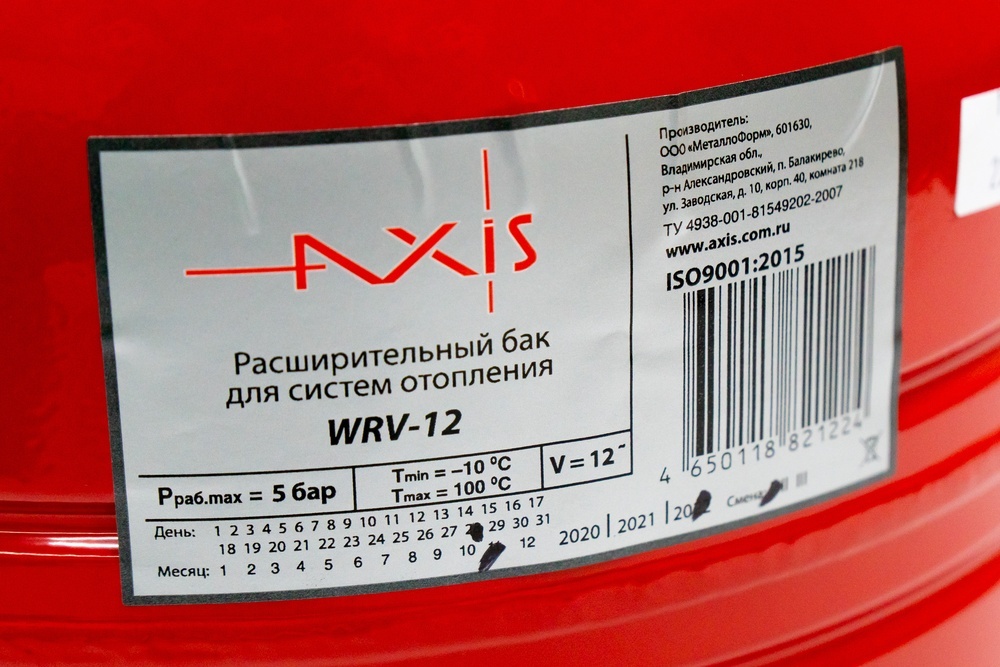 AXIS
Расширительный бак
для систем отопления
WRV-12
Pраб.max = 5 бар
Tmin = –10 ⁰C
Tmax = 100 ⁰C
V = 12
День: 1 2 3 4 5 6 7 8 9 10 11 12 13 14 15 16 17
18 19 20 21 22 23 24 25 26 27 29 30 31
Месяц: 1 2 3 4 5 6 7 8 9 10 12
2020 | 2021 | 20
Смена
Производитель:
ООО «МеталлоФорм», 601630,
Владимирская обл.,
р-н Александровский, п. Балакирево,
ул. Заводская, д. 10, корп. 40, комната 218
ТУ 4938-001-81549202-2007
www.axis.com.ru
ISO9001:2015
4 650118 821224